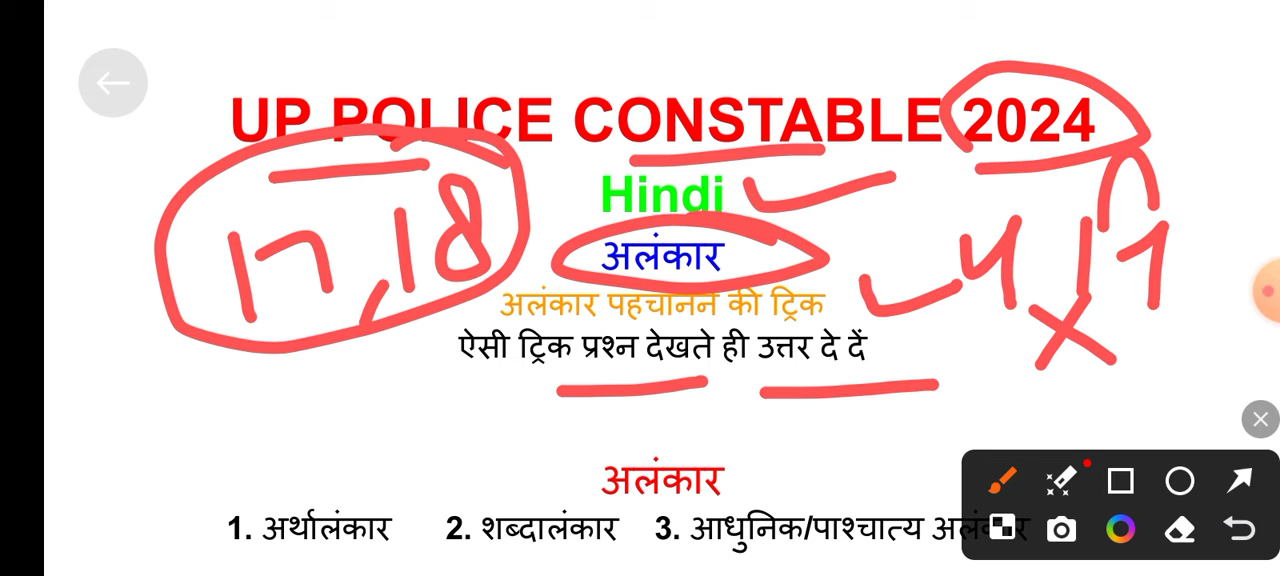 UP POLICE CONSTABLE 2024
Hindi
17,18
अलंकार
अलंकार पहचानने की ट्रिक
ऐसी ट्रिक प्रश्न देखते ही उत्तर दे दें
अलंकार
1. अर्थालंकार 2. शब्दालंकार 3. आधुनिक/पाश्चात्य अलंकार